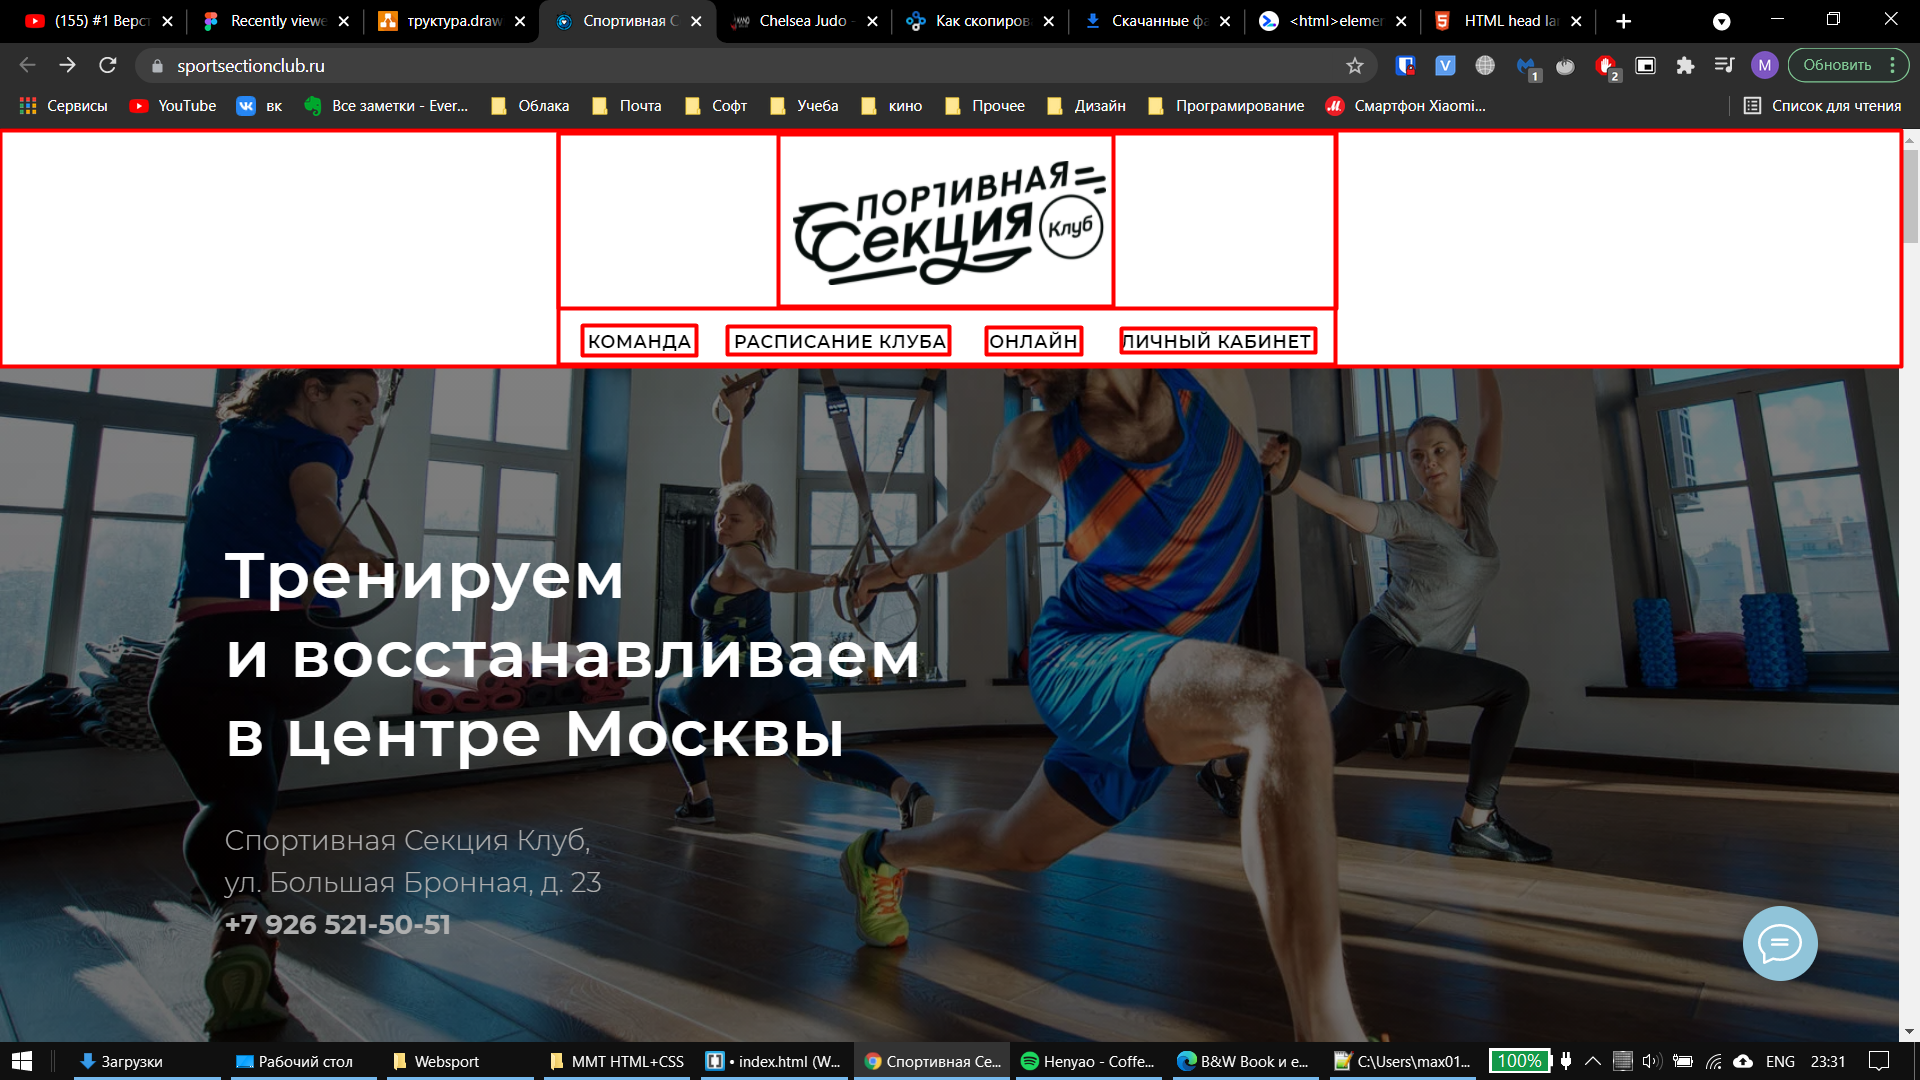 (155) #1 Верст
Recently viewe
труктура.draw
Спортивная С
Chelsea Judo -
Как скопирова
Скачанные фа
<html>elemen
HTML head la
sportsectionclub.ru
1
2
M
Обновить
Сервисы
YouTube
вк
Все заметки - Ever...
Облака
Почта
Софт
Учеба
кино
Прочее
Дизайн
Програмирование
Смартфон Xiaomi...
Список для чтения
Спортивная
Секция
Клуб
КОМАНДА
РАСПИСАНИЕ КЛУБА
ОНЛАЙН
ЛИЧНЫЙ КАБИНЕТ
Тренируем
и восстанавливаем
в центре Москвы
Спортивная Секция Клуб,
ул. Большая Бронная, д. 23
+7 926 521-50-51
Загрузки
Рабочий стол
Websport
MMT HTML+CSS
• index.html (W...
Спортивная Се...
Henyao - Coffe...
B&W Book и е...
C:\Users\max01...
100%
ENG
23:31